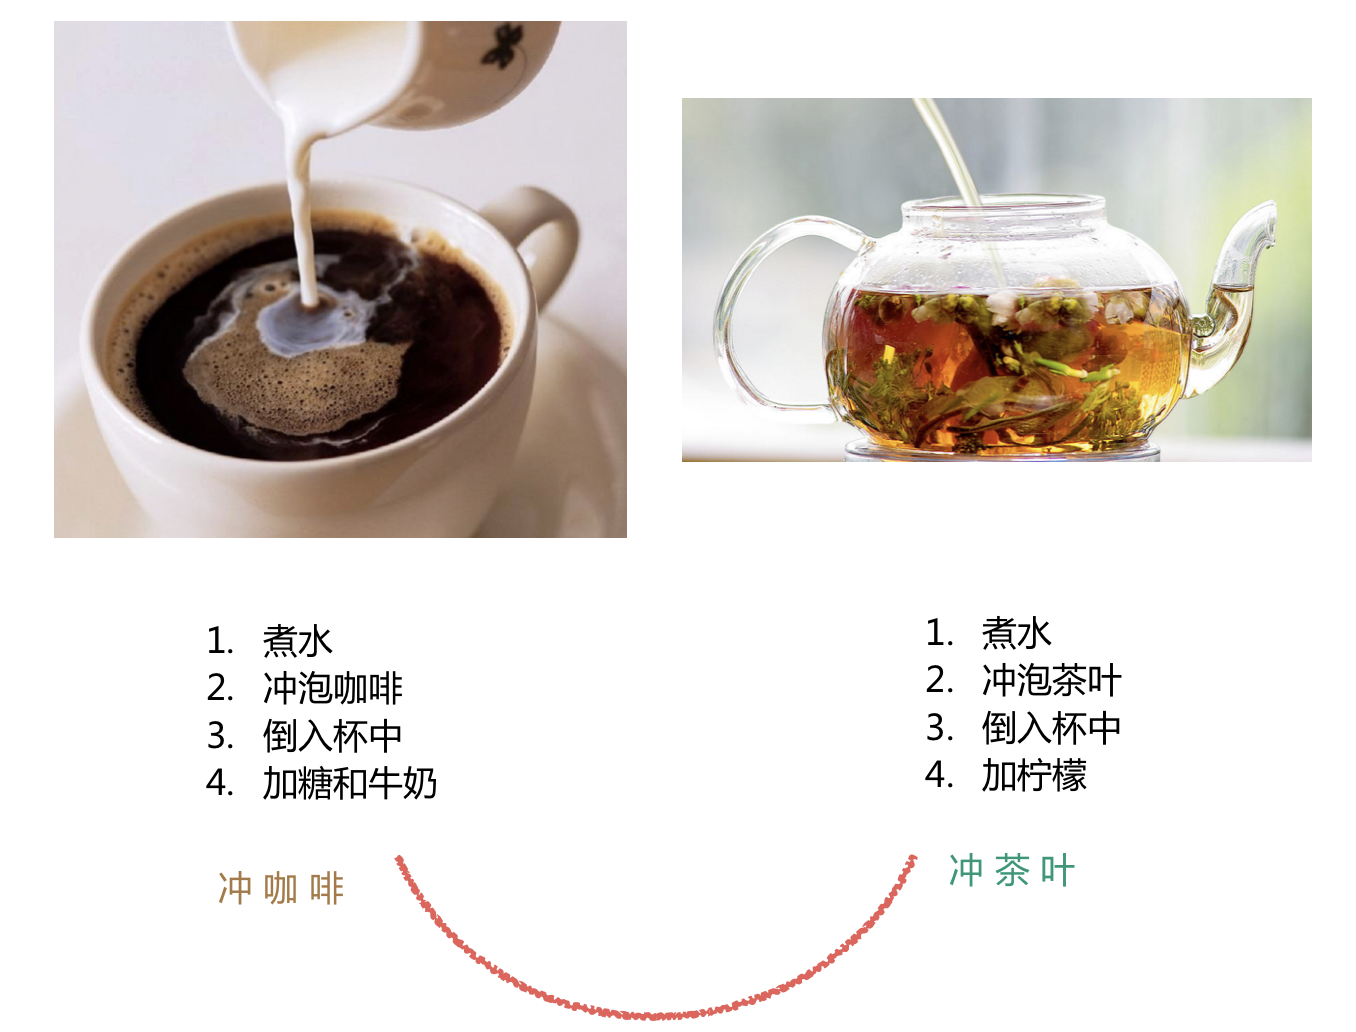 1. 煮水
2. 冲泡咖啡
3. 倒入杯中
4. 加糖和牛奶
冲咖啡
1. 煮水
2. 冲泡茶叶
3. 倒入杯中
4. 加柠檬
冲茶叶